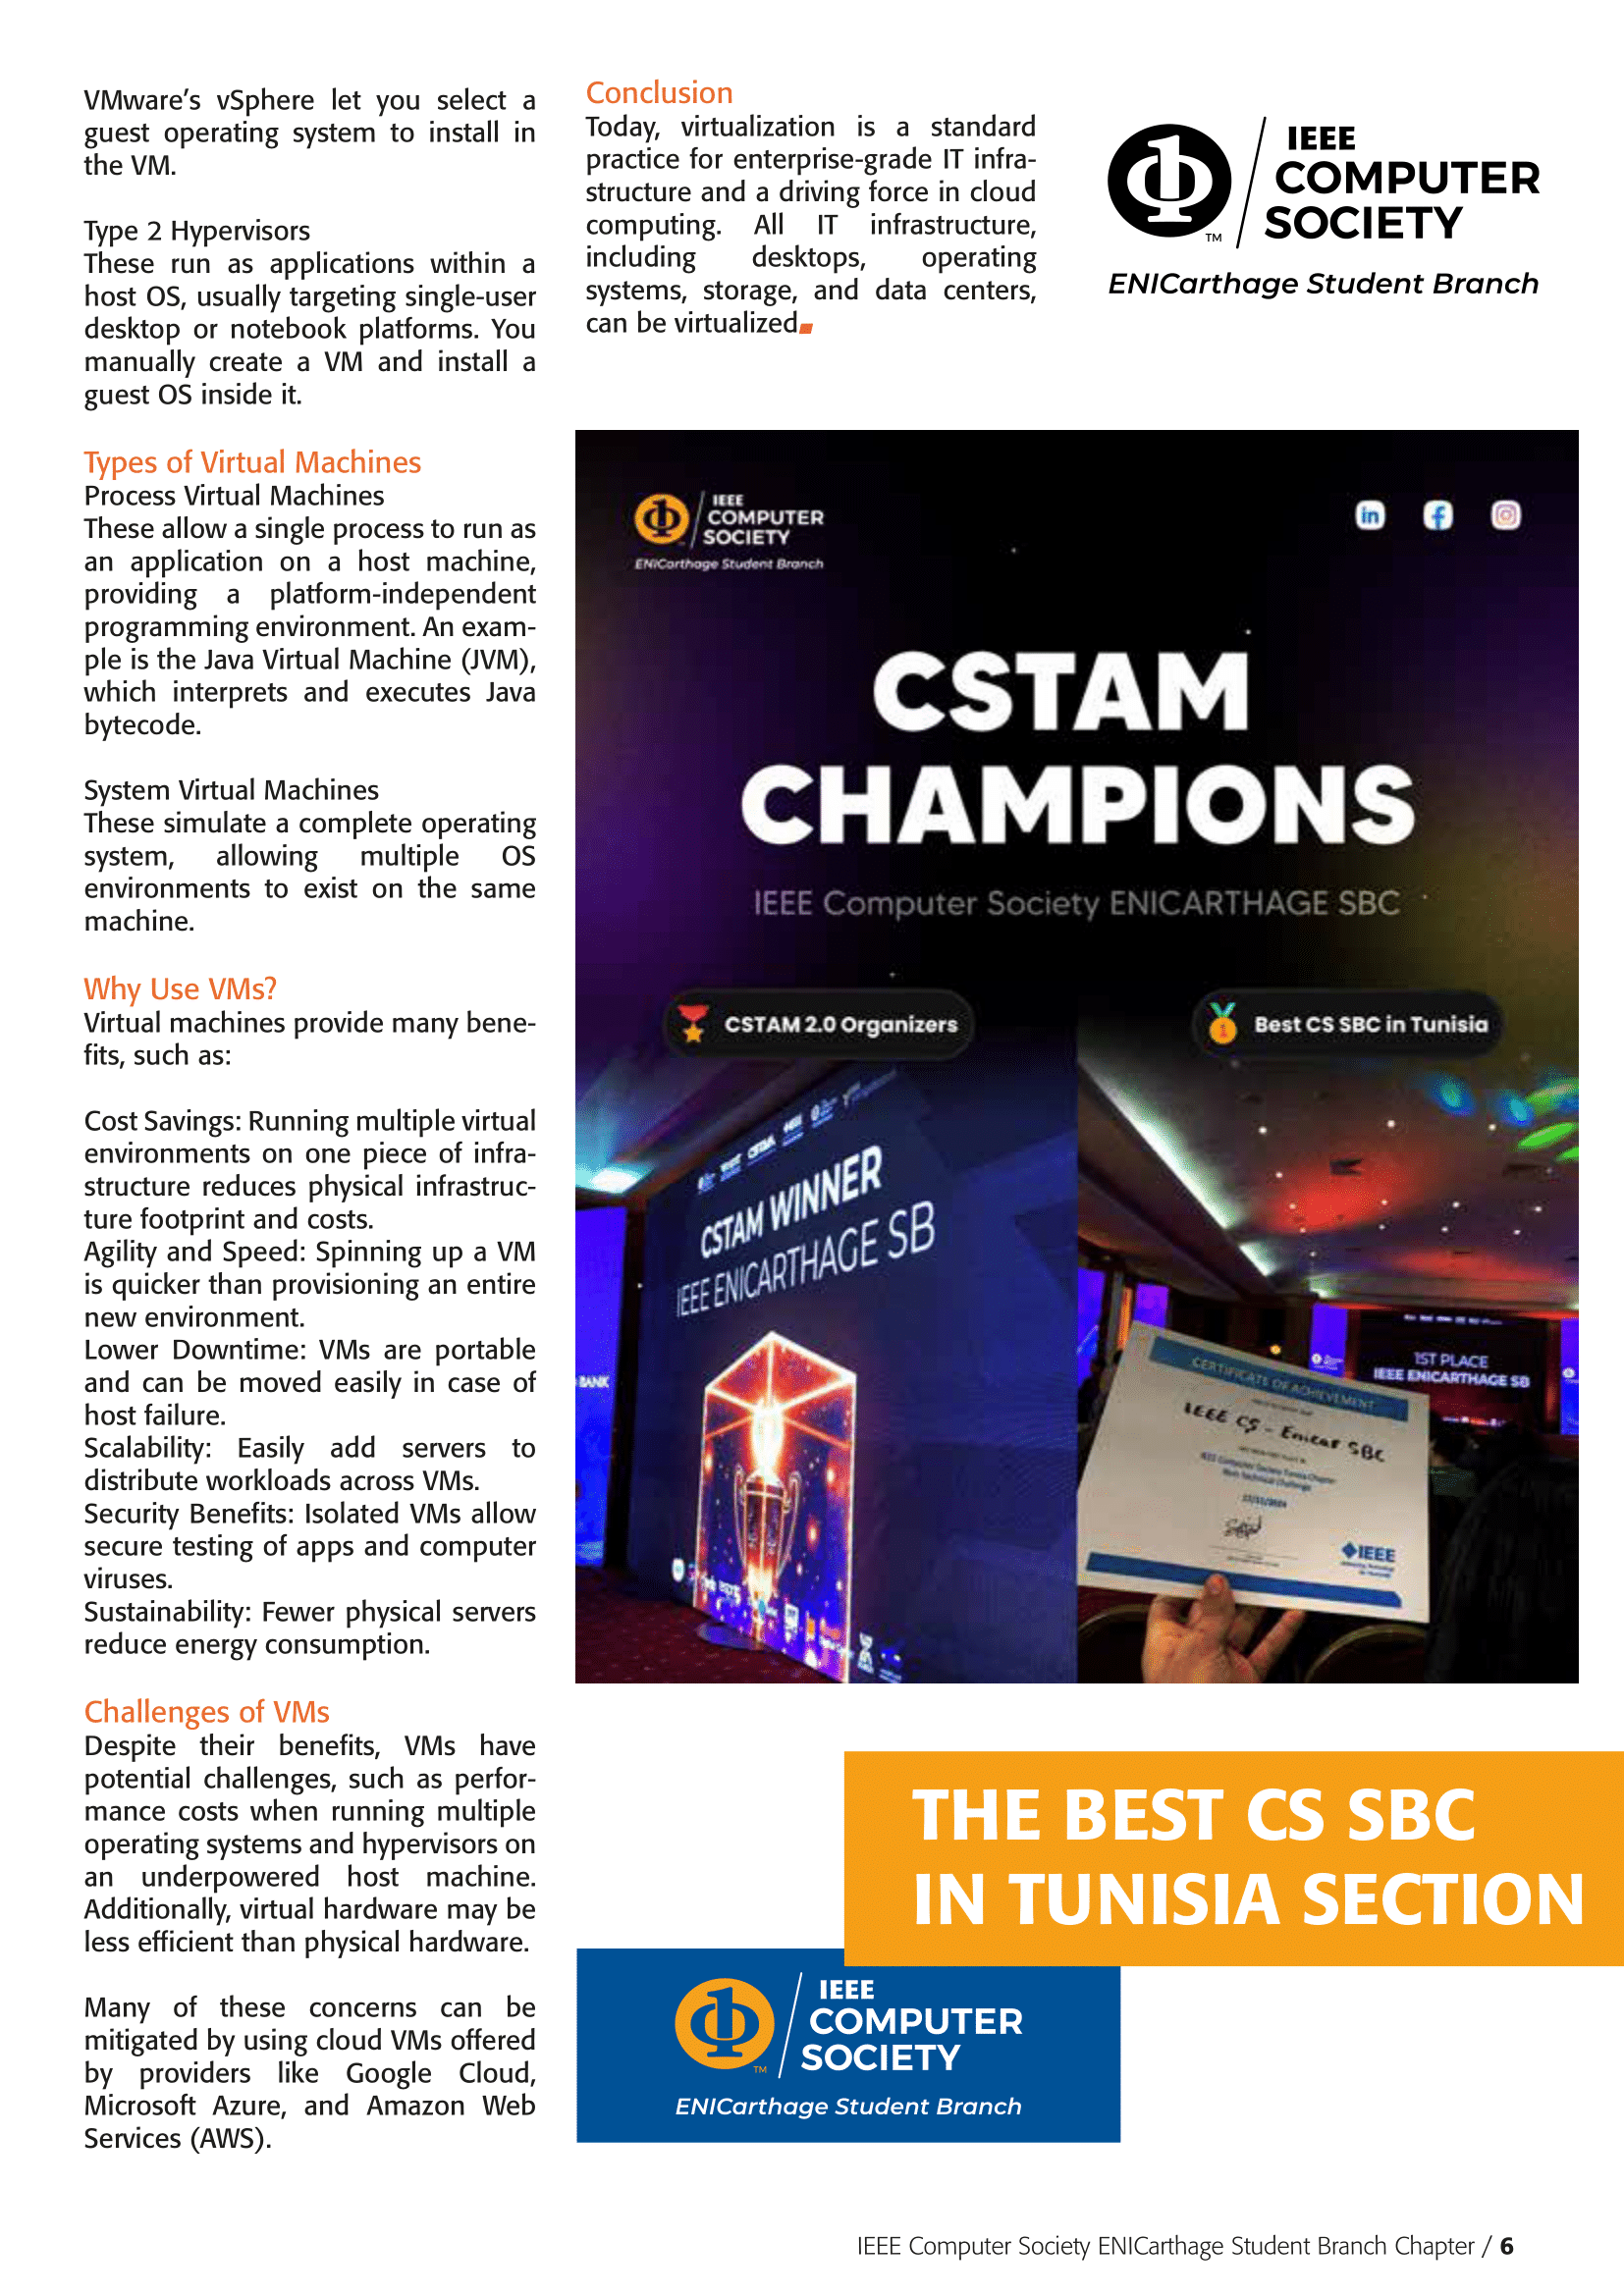 VMware’s vSphere let you select a
guest operating system to install in
the VM.
Type 2 Hypervisors
These run as applications within a
host OS, usually targeting single-user
desktop or notebook platforms. You
manually create a VM and install a
guest OS inside it.
Types of Virtual Machines
Process Virtual Machines
These allow a single process to run as
an application on a host machine,
providing a platform-independent
programming environment. An exam-
ple is the Java Virtual Machine (JVM),
which interprets and executes Java
bytecode.
System Virtual Machines
These simulate a complete operating
system, allowing multiple OS
environments to exist on the same
machine.
Why Use VMs?
Virtual machines provide many bene-
fits, such as:
Cost Savings: Running multiple virtual
environments on one piece of infra-
structure reduces physical infrastruc-
ture footprint and costs.
Agility and Speed: Spinning up a VM
is quicker than provisioning an entire
new environment.
Lower Downtime: VMs are portable
and can be moved easily in case of
host failure.
Scalability: Easily add servers to
distribute workloads across VMs.
Security Benefits: Isolated VMs allow
secure testing of apps and computer
viruses.
Sustainability: Fewer physical servers
reduce energy consumption.
Challenges of VMs
Despite their benefits, VMs have
potential challenges, such as perfor-
mance costs when running multiple
operating systems and hypervisors on
an underpowered host machine.
Additionally, virtual hardware may be
less efficient than physical hardware.
Many of these concerns can be
mitigated by using cloud VMs offered
by providers like Google Cloud,
Microsoft Azure, and Amazon Web
Services (AWS).
Conclusion
Today, virtualization is a standard
practice for enterprise-grade IT infra-
structure and a driving force in cloud
computing. All IT infrastructure,
including desktops, operating
systems, storage, and data centers,
can be virtualized
IEEE
COMPUTER
SOCIETY
TM
ENICarthage Student Branch
IEEE
COMPUTER
SOCIETY
ENICarthage Student Branch
in
CSTAM
CHAMPIONS
IEEE Computer Society ENICARTHAGE SBC
CSTAM 2.0 Organizers
Best CS SBC in Tunisia
CSTAM WINNER
IEEE ENICARTHAGE SB
BANK
1ST PLACE
IEEE ENICARTHAGE SB
CERTIFICATE OF ACHIEVEMENT
IEEE CS - Enicar SBC
IEEE
THE BEST CS SBC
IN TUNISIA SECTION
IEEE
COMPUTER
SOCIETY
TM
ENICarthage Student Branch
IEEE Computer Society ENICarthage Student Branch Chapter / 6